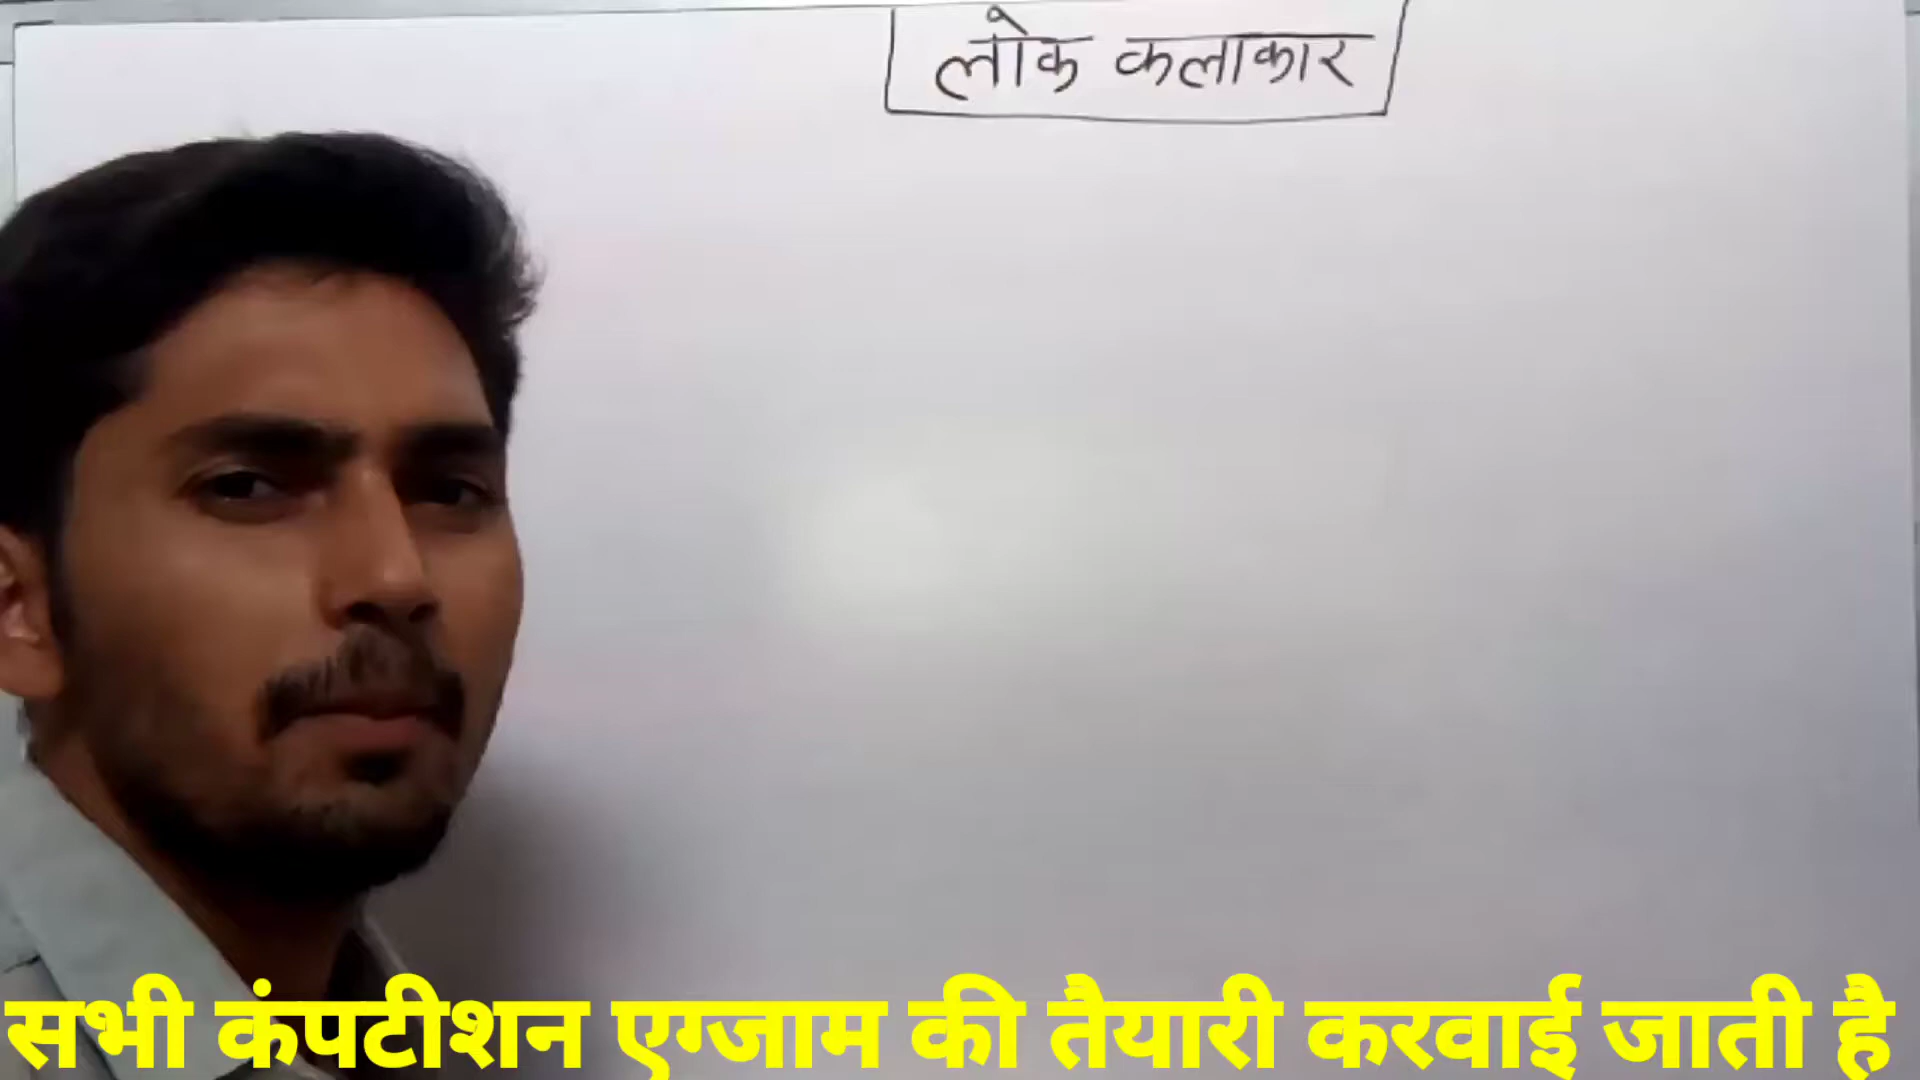 लोक कलाकार
सभी कंपटीशन एग्जाम की तैयारी करवाई जाती है